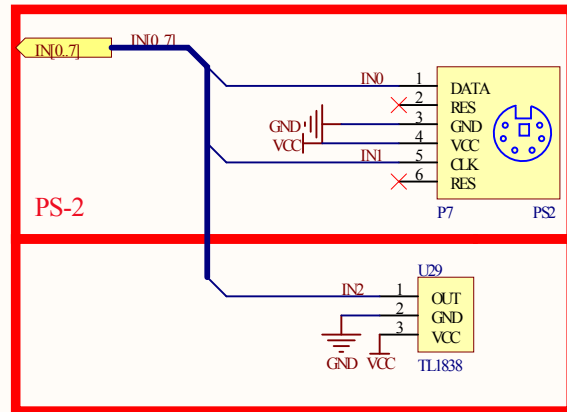 IN[0..7] IN[0..7]
IN0 1 DATA
2 RES
GND 3 GND
VCC 4 VCC
IN1 5 CLK
6 RES
PS-2
P7 PS2
U29
IN2 1 OUT
2 GND
3 VCC
GND VCC TL1838